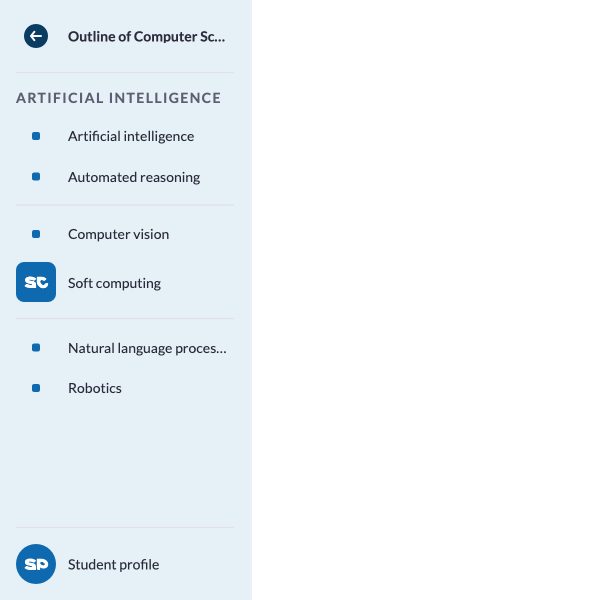 Outline of Computer Sc...
ARTIFICIAL INTELLIGENCE
Artificial intelligence
Automated reasoning
Computer vision
SC Soft computing
Natural language proces...
Robotics
SP Student profile